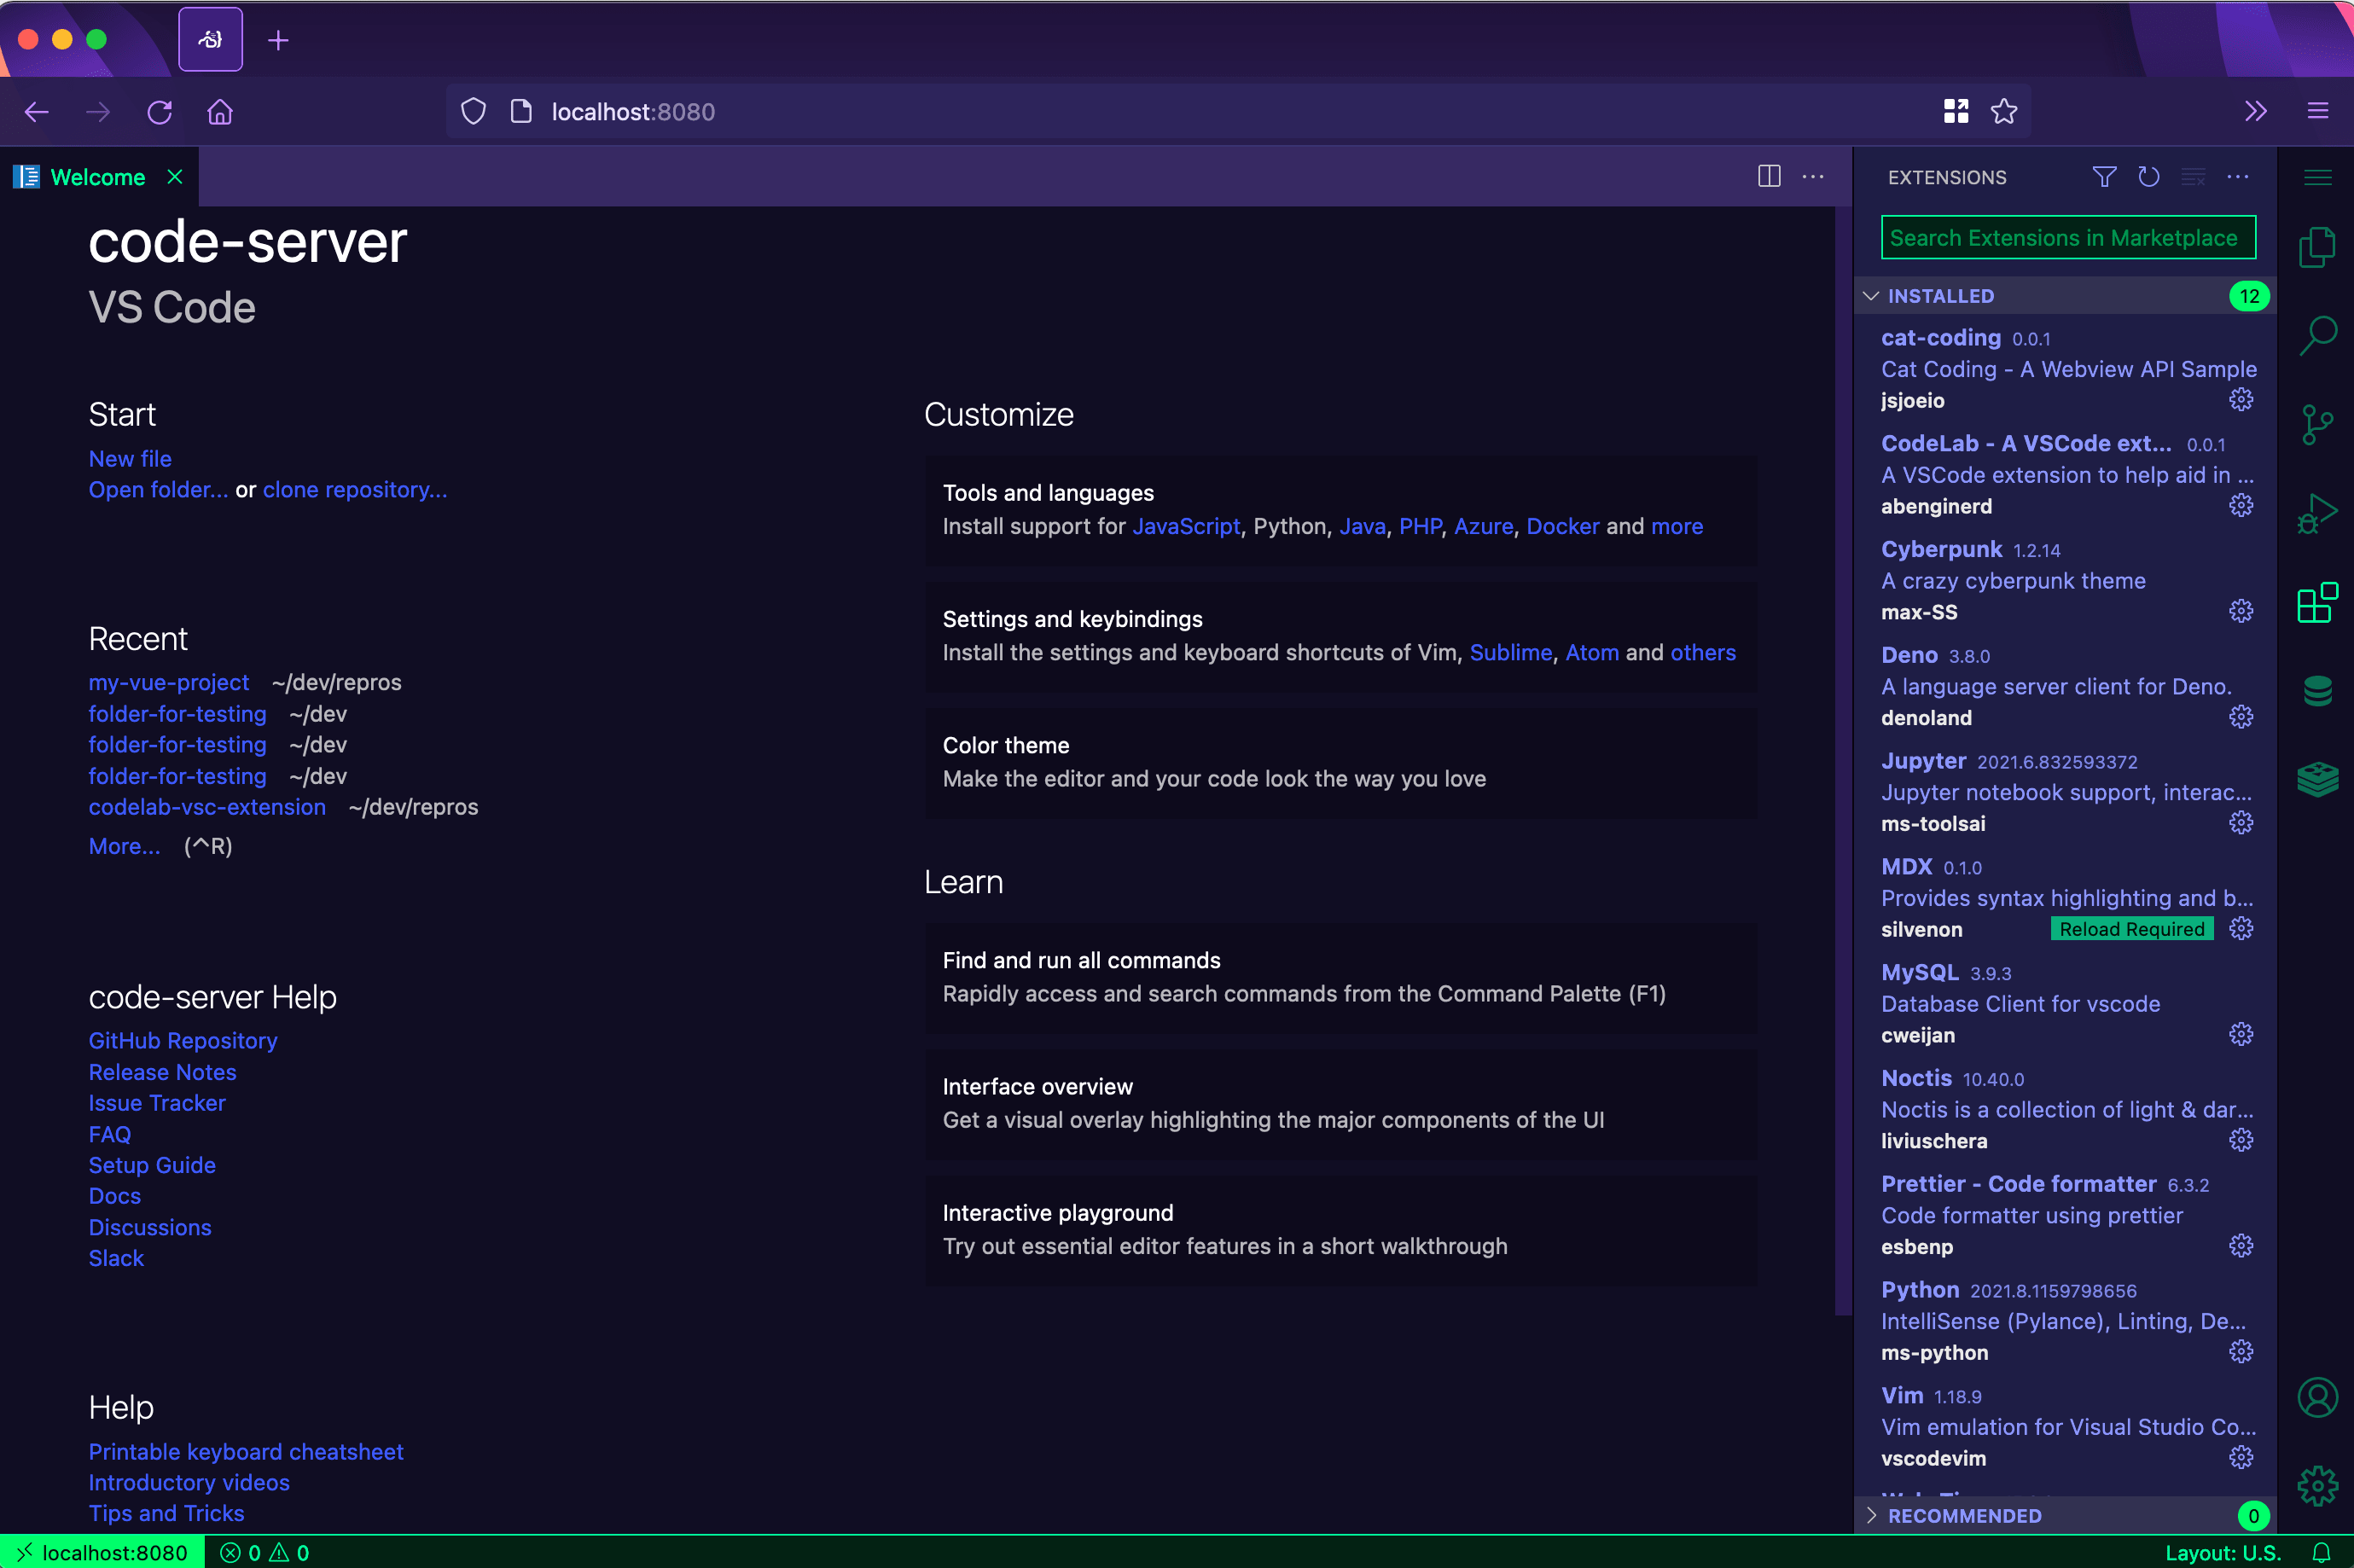 localhost:8080
Welcome
code-server
VS Code
Start
New file
Open folder... or clone repository...
Recent
my-vue-project ~/dev/repros
folder-for-testing ~/dev
folder-for-testing ~/dev
folder-for-testing ~/dev
codelab-vsc-extension ~/dev/repros
More... (^R)
code-server Help
GitHub Repository
Release Notes
Issue Tracker
FAQ
Setup Guide
Docs
Discussions
Slack
Help
Printable keyboard cheatsheet
Introductory videos
Tips and Tricks
Customize
Tools and languages
Install support for JavaScript, Python, Java, PHP, Azure, Docker and more
Settings and keybindings
Install the settings and keyboard shortcuts of Vim, Sublime, Atom and others
Color theme
Make the editor and your code look the way you love
Learn
Find and run all commands
Rapidly access and search commands from the Command Palette (F1)
Interface overview
Get a visual overlay highlighting the major components of the UI
Interactive playground
Try out essential editor features in a short walkthrough
EXTENSIONS
Search Extensions in Marketplace
INSTALLED 12
cat-coding 0.0.1
Cat Coding - A Webview API Sample
jsjoeio
CodeLab - A VSCode ext... 0.0.1
A VSCode extension to help aid in ...
abenginerd
Cyberpunk 1.2.14
A crazy cyberpunk theme
max-SS
Deno 3.8.0
A language server client for Deno.
denoland
Jupyter 2021.6.832593372
Jupyter notebook support, interac...
ms-toolsai
MDX 0.1.0
Provides syntax highlighting and b...
silvenon Reload Required
MySQL 3.9.3
Database Client for vscode
cweijan
Noctis 10.40.0
Noctis is a collection of light & dar...
liviuschera
Prettier - Code formatter 6.3.2
Code formatter using prettier
esbenp
Python 2021.8.1159798656
IntelliSense (Pylance), Linting, De...
ms-python
Vim 1.18.9
Vim emulation for Visual Studio Co...
vscodevim
RECOMMENDED 0
localhost:8080 0 0
Layout: U.S.